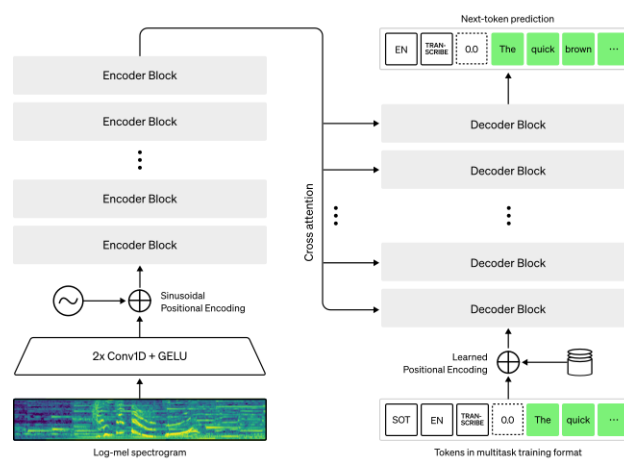 Next-token prediction
EN
TRAN-
SCRIBE
0.0
The
quick
brown
...
Encoder Block
Encoder Block
Encoder Block
Encoder Block
Sinusoidal
Positional Encoding
2x Conv1D + GELU
Log-mel spectrogram
Cross attention
Decoder Block
Decoder Block
Decoder Block
Decoder Block
Learned
Positional Encoding
SOT
EN
TRAN-
SCRIBE
0.0
The
quick
...
Tokens in multitask training format